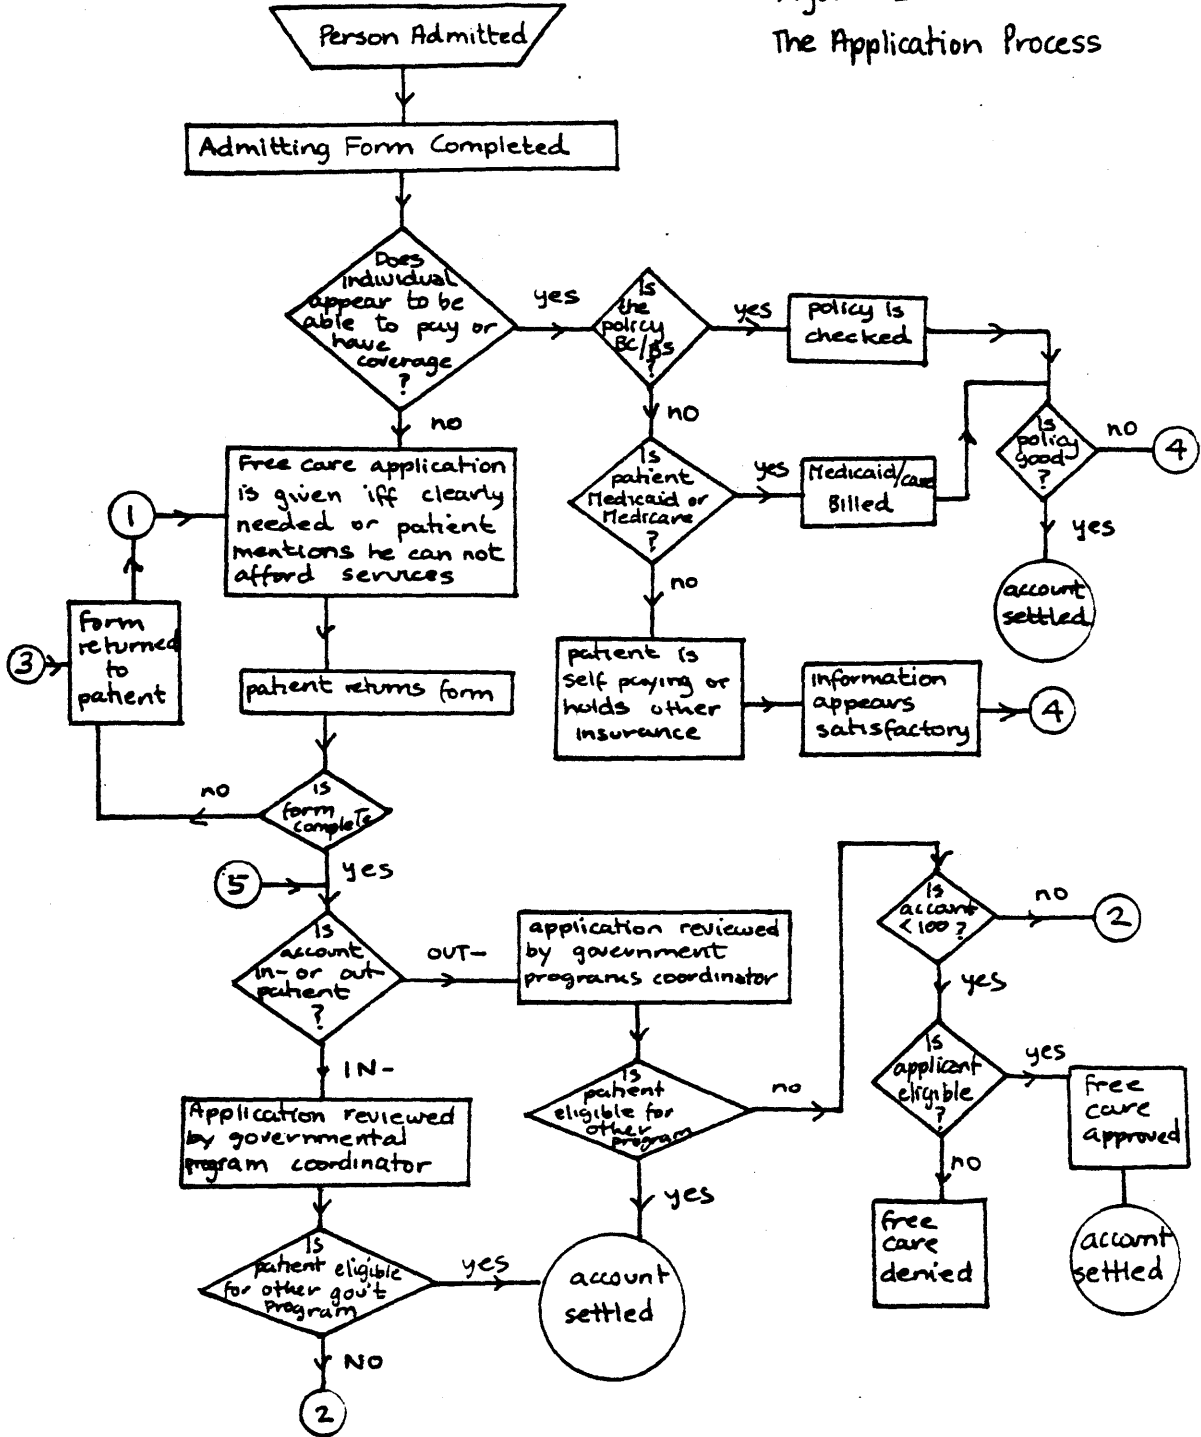 The Application Process
Person Admitted
Admitting Form Completed
Does
individual
appear to be
able to pay or
have
coverage
?
yes
no
Is
the
policy
BC/BS
?
yes
no
policy is
checked
Is
policy
good
?
no
4
yes
account
settled
Is
patient
Medicaid or
Medicare
?
yes
no
Medicaid/care
Billed
patient is
self paying or
holds other
insurance
information
appears
satisfactory
4
Free care application
is given iff clearly
needed or patient
mentions he can not
afford services
1
form
returned
to
patient
3
patient returns form
is
form
complete
no
yes
5
Is
account
in- or out-
patient
?
OUT-
IN-
application reviewed
by government
programs coordinator
Is
patient
eligible for
other
program
no
yes
Is
account
<100 ?
no
2
yes
Is
applicant
eligible
?
yes
no
free
care
approved
account
settled
free
care
denied
Application reviewed
by governmental
program coordinator
Is
patient eligible
for other gov't
program
yes
account
settled
NO
2